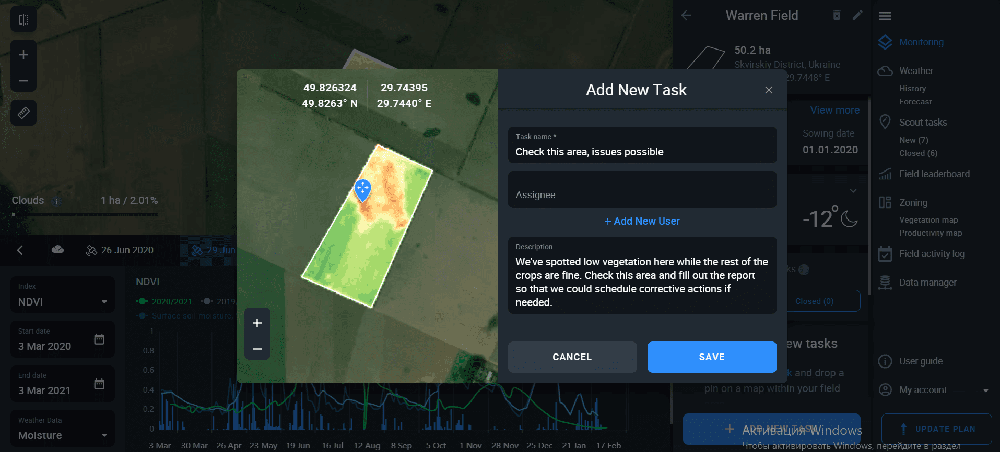 Warren Field
50.2 ha
Skvirskiy District, Ukraine
29.7448° E
View more
Sowing date
01.01.2020
-12°
Closed (0)
ew tasks
and drop a
pin on a map within your field
+ ADD NEW TASK
Monitoring
Weather
History
Forecast
Scout tasks
New (7)
Closed (6)
Field leaderboard
Zoning
Vegetation map
Productivity map
Field activity log
Data manager
User guide
My account
UPDATE PLAN
Активация Windows
Чтобы активировать Windows, перейдите в раздел
49.826324
29.74395
49.8263° N
29.7440° E
Add New Task
Task name *
Check this area, issues possible
Assignee
+ Add New User
Description
We've spotted low vegetation here while the rest of the
crops are fine. Check this area and fill out the report
so that we could schedule corrective actions if
needed.
CANCEL
SAVE
Clouds
1 ha / 2.01%
26 Jun 2020
29 Jun
Index
NDVI
Start date
3 Mar 2020
End date
3 Mar 2021
Weather Data
Moisture
NDVI
2020/2021
2019
Surface soil moisture,
1
0.8
0.6
0.4
0.2
0
3 Mar 30 Mar 26 Apr 23 May 19 Jun 16 Jul 12 Aug 8 Sep 5 Oct 1 Nov 28 Nov 25 Dec 21 Jan 17 Feb